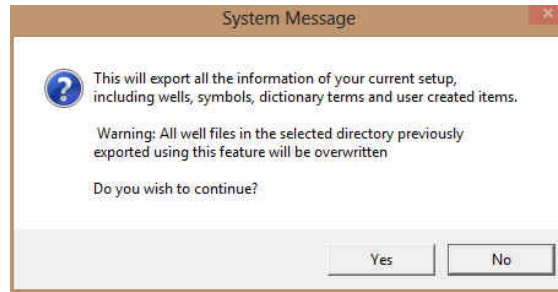 System Message
This will export all the information of your current setup,
including wells, symbols, dictionary terms and user created items.
Warning: All well files in the selected directory previously
exported using this feature will be overwritten
Do you wish to continue?
Yes
No